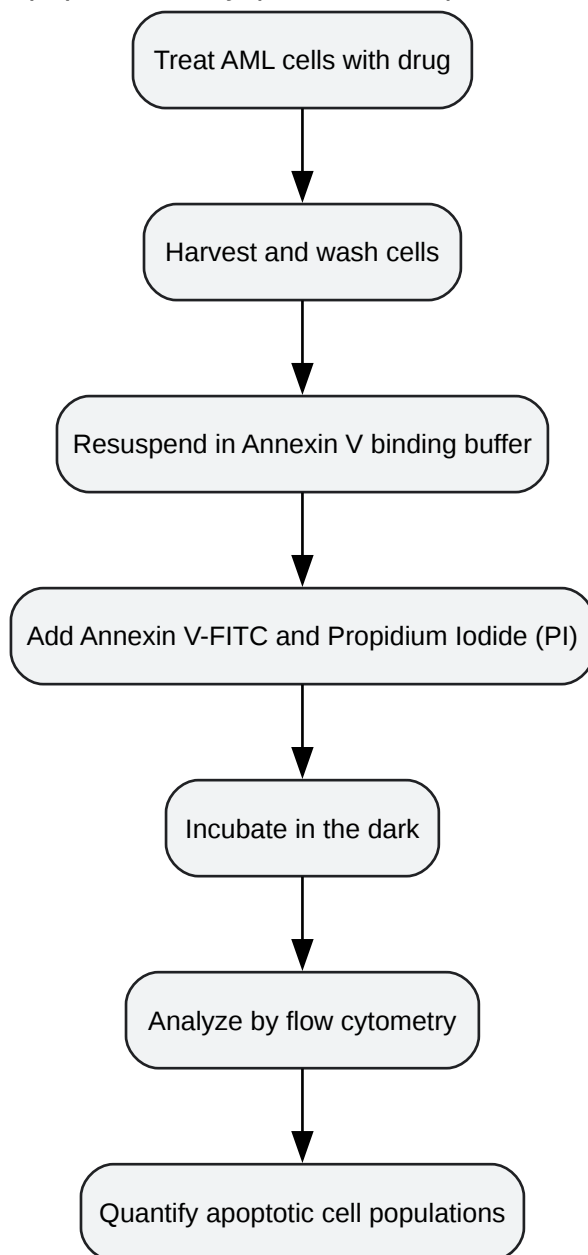 Treat AML cells with drug
Harvest and wash cells
Resuspend in Annexin V binding buffer
Add Annexin V-FITC and Propidium Iodide (PI)
Incubate in the dark
Analyze by flow cytometry
Quantify apoptotic cell populations